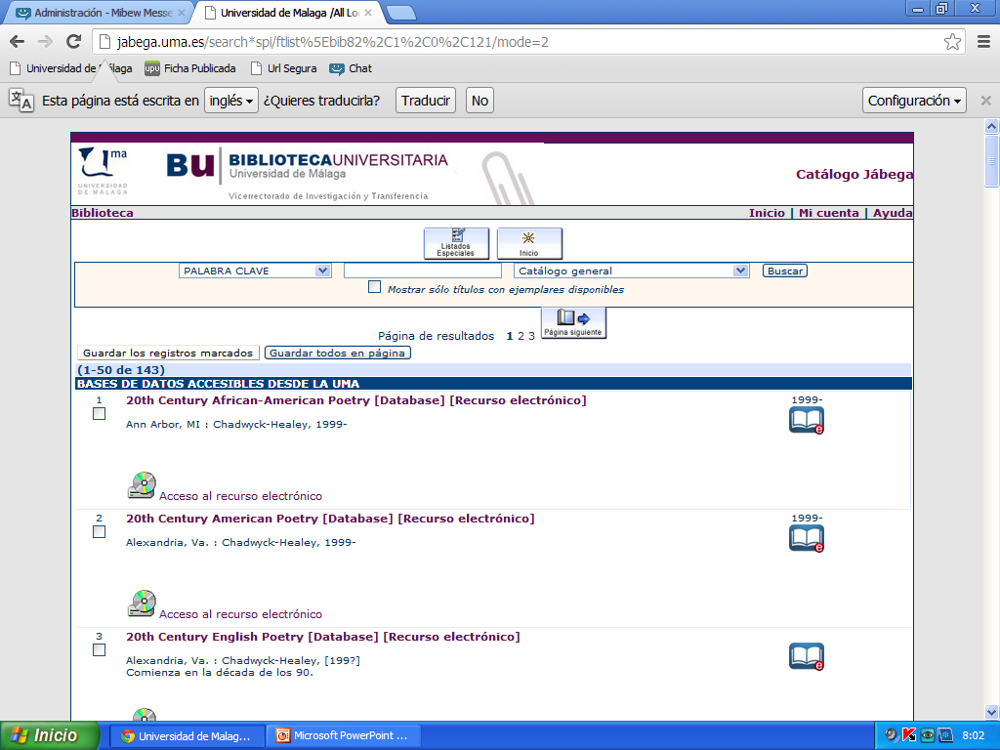 Administración - Mibew Messe
Universidad de Malaga /All Lo
jabega.uma.es/search*spi/ftlist%5Ebib82%2C1%2C0%2C121/mode=2
Universidad de Málaga
upv Ficha Publicada
Url Segura
Chat
Esta página está escrita en inglés ¿Quieres traducirla? Traducir No Configuración
uma
UNIVERSIDAD
DE MÁLAGA
Bu BIBLIOTECAUNIVERSITARIA
Universidad de Málaga
Vicerrectorado de Investigación y Transferencia
Catálogo Jábega
Biblioteca
Inicio | Mi cuenta | Ayuda
Listados
Especiales
Inicio
PALABRA CLAVE Catálogo general Buscar
Mostrar sólo títulos con ejemplares disponibles
Página de resultados 1 2 3 Página siguiente
Guardar los registros marcados Guardar todos en página
(1-50 de 143)
BASES DE DATOS ACCESIBLES DESDE LA UMA
1 20th Century African-American Poetry [Database] [Recurso electrónico] 1999-
Ann Arbor, MI : Chadwyck-Healey, 1999-
e
Acceso al recurso electrónico
2 20th Century American Poetry [Database] [Recurso electrónico] 1999-
Alexandria, Va. : Chadwyck-Healey, 1999-
e
Acceso al recurso electrónico
3 20th Century English Poetry [Database] [Recurso electrónico]
Alexandria, Va. : Chadwyck-Healey, [199?]
e
Comienza en la década de los 90.
Inicio
Universidad de Malag...
Microsoft PowerPoint ...
8:02